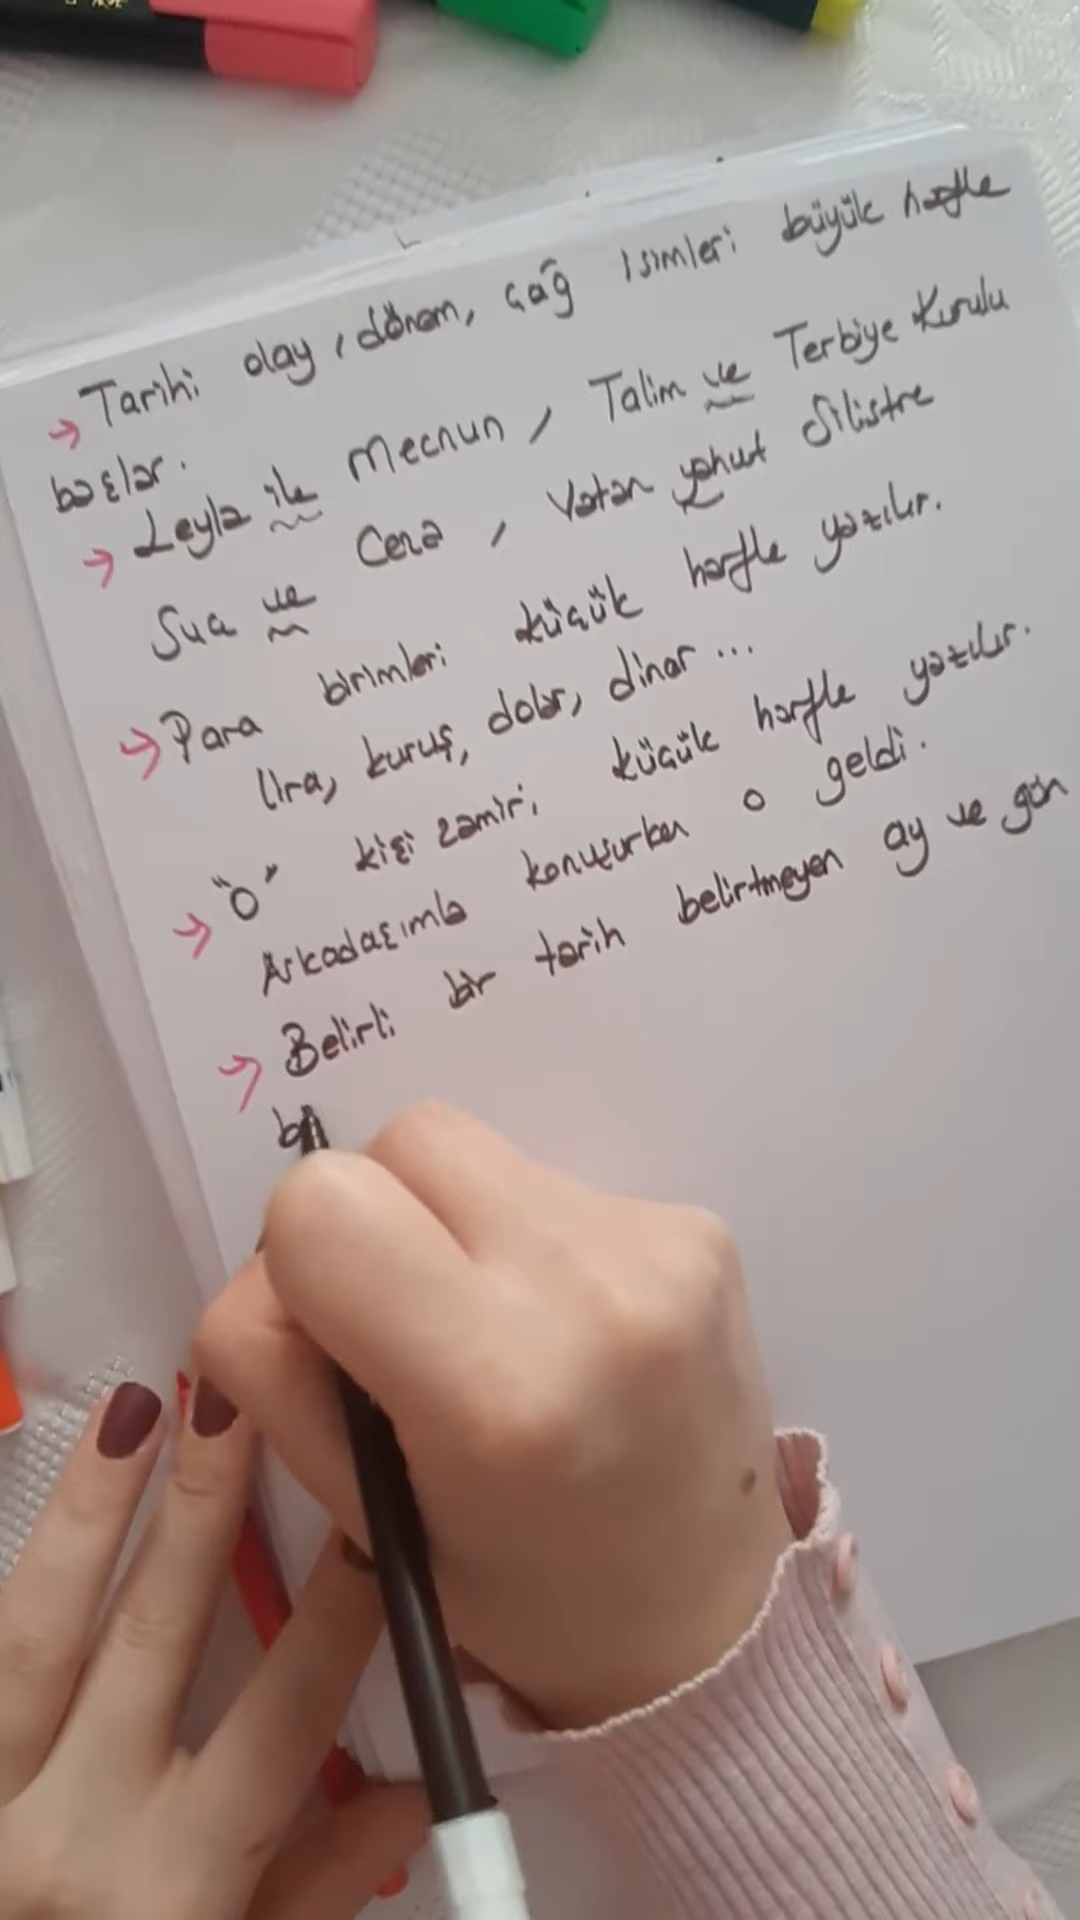 → Tarihi olay, dönem, çağ isimleri büyük harfle
başlar.
→ Leyla ile Mecnun, Talim ve Terbiye Kurulu
Suç ve Ceza, Vatan yahut Silistre
→ Para birimleri küçük harfle yazılır.
lira, kuruş, dolar, dinar...
→ "O" kişi zamiri küçük harfle yazılır.
Arkadaşımla konuşurken o geldi.
→ Belirli bir tarih belirtmeyen ay ve gün